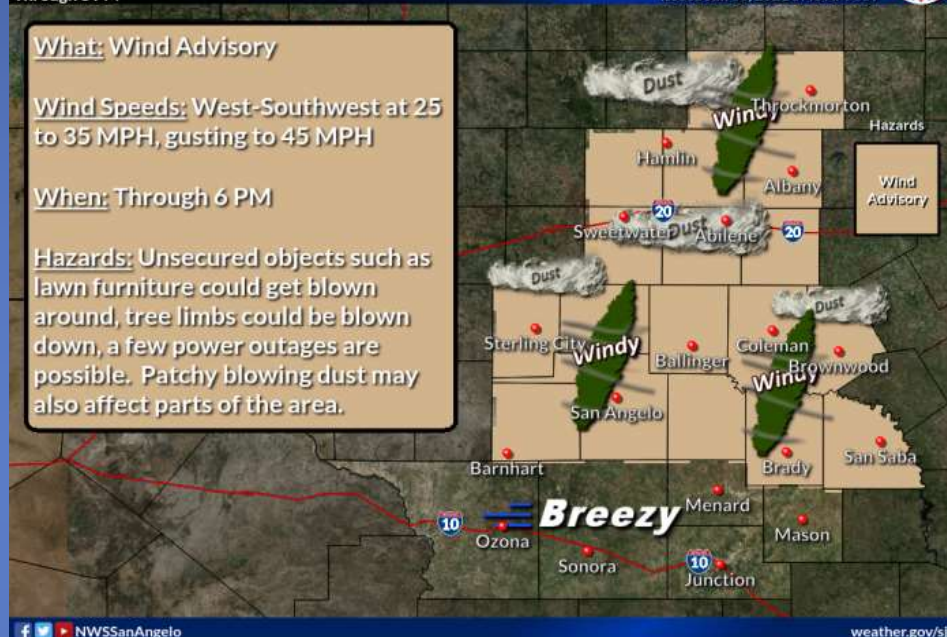 What: Wind Advisory
Wind Speeds: West-Southwest at 25
to 35 MPH, gusting to 45 MPH
When: Through 6 PM
Hazards: Unsecured objects such as
lawn furniture could get blown
around, tree limbs could be blown
down, a few power outages are
possible. Patchy blowing dust may
also affect parts of the area.
Dust
Throckmorton
Windy
Hazards
Hamlin
Wind
Advisory
Albany
20
Sweetwater
Dust
Abilene
20
Dust
Dust
Sterling City
Windy
Ballinger
Coleman
Brownwood
Windy
San Angelo
Barnhart
Brady
San Saba
Breezy
Menard
10
Ozona
Mason
Sonora
10
Junction
NWSSanAngelo